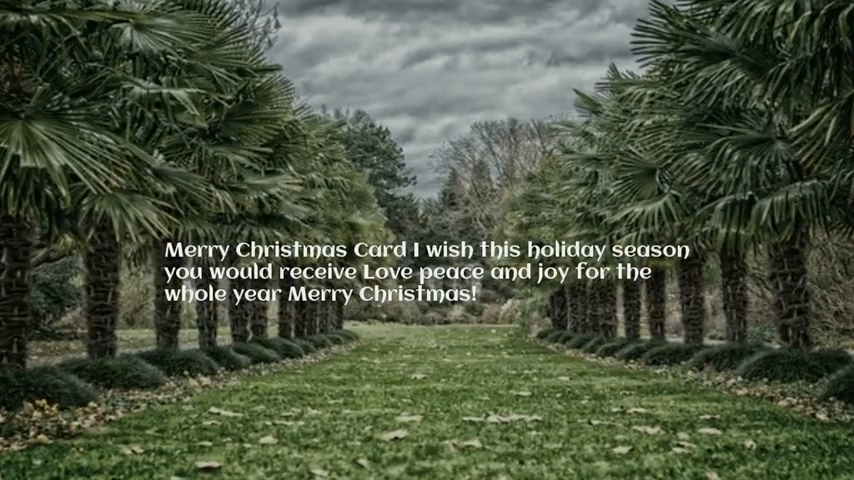 Merry Christmas Card I wish this holiday season
you would receive Love peace and joy for the
whole year Merry Christmas!